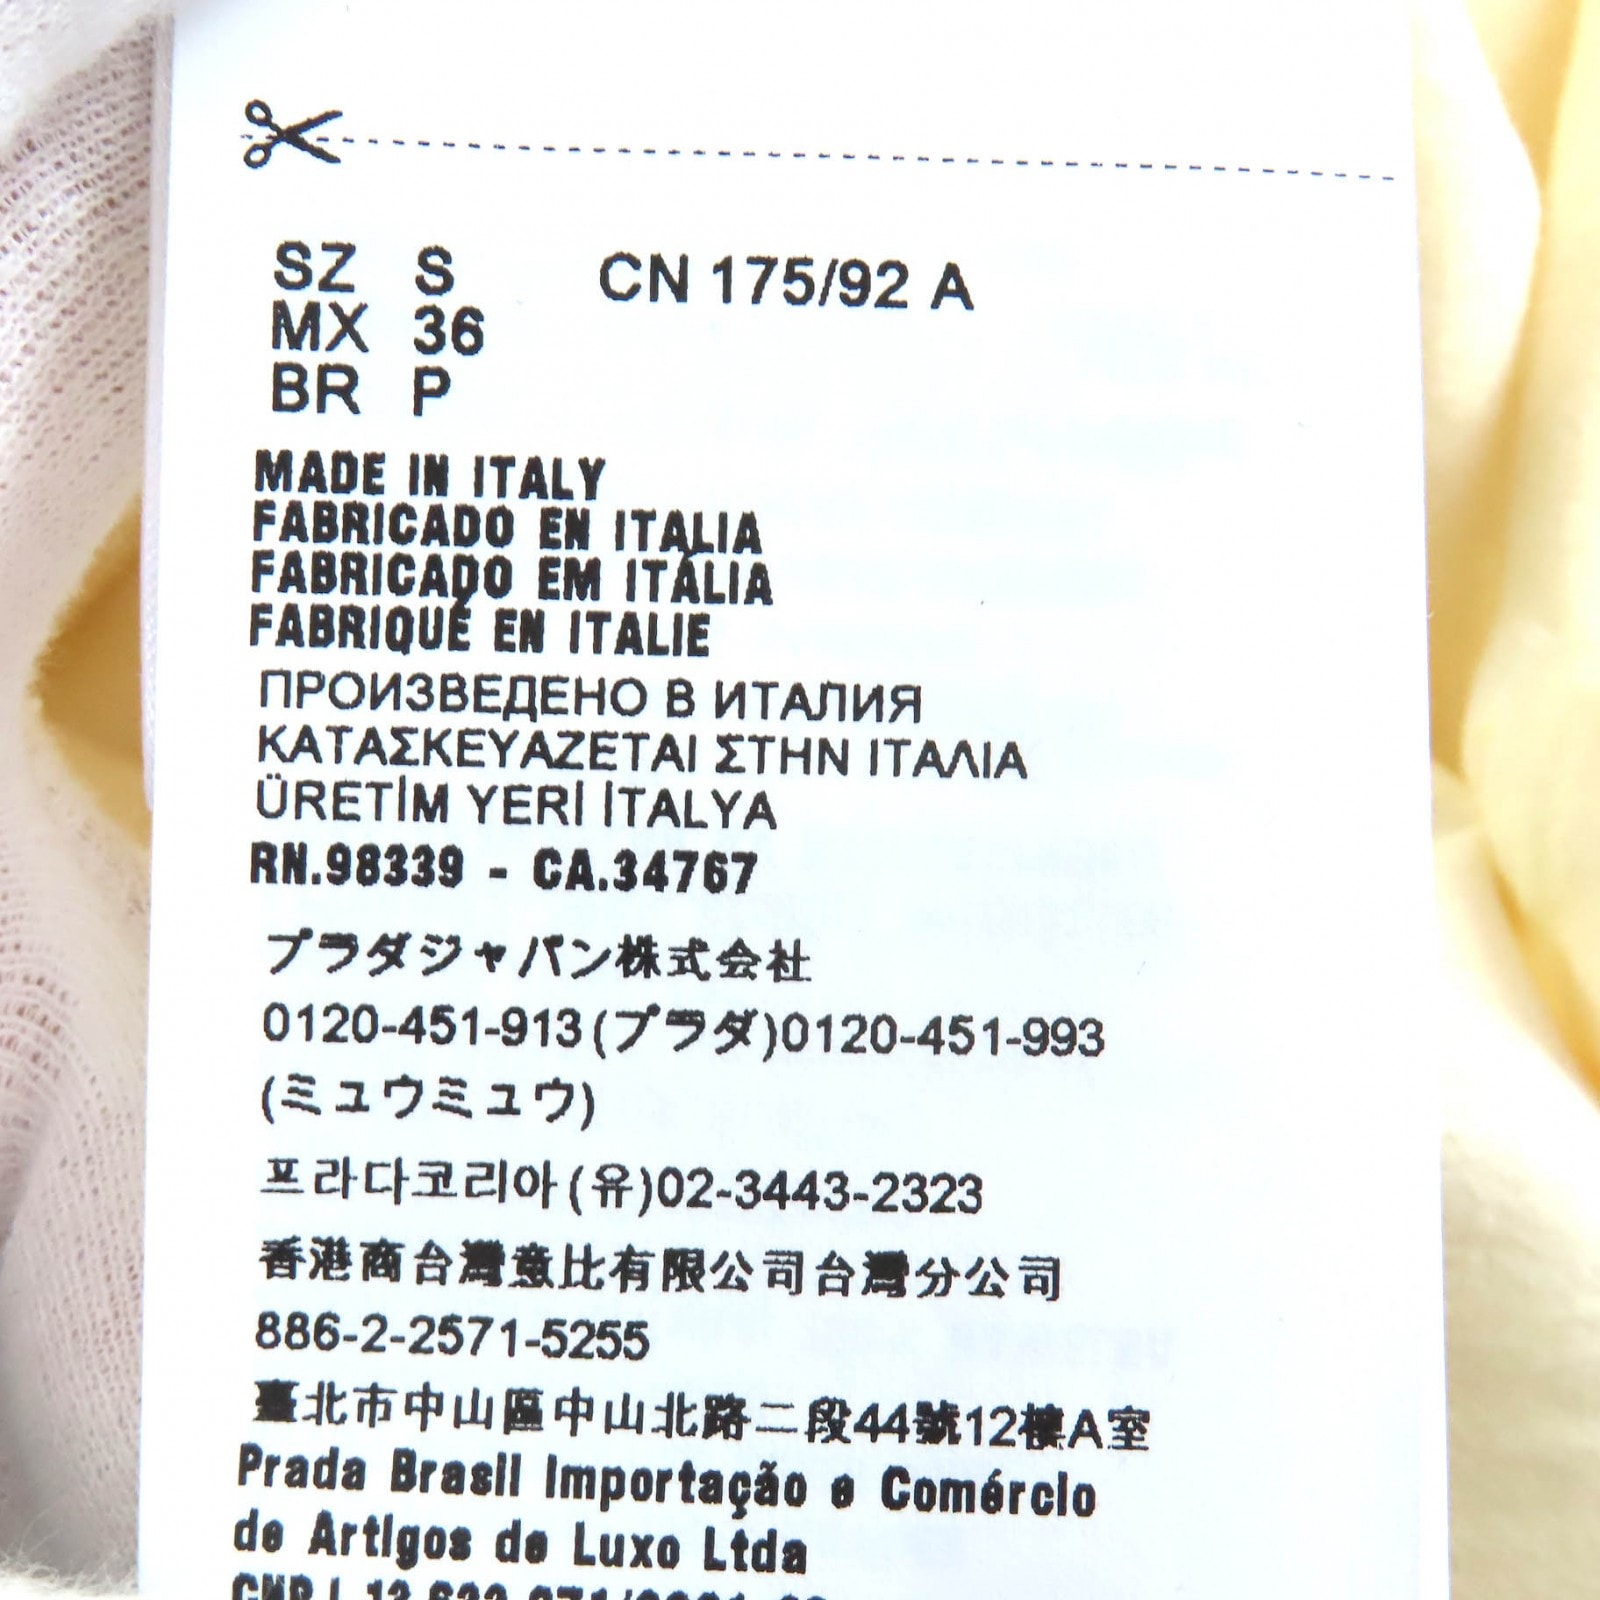 SZ S CN 175/92 A
MX 36
BR P
MADE IN ITALY
FABRICADO EN ITALIA
FABRICADO EM ITÁLIA
FABRIQUÉ EN ITALIE
ПРОИЗВЕДЕНО В ИТАЛИЯ
ΚΑΤΑΣΚΕΥΑΖΕΤΑΙ ΣΤΗΝ ΙΤΑΛΙΑ
ÜRETİM YERİ İTALYA
RN.98339 - CA.34767
プラダジャパン株式会社
0120-451-913(プラダ)0120-451-993
(ミュウミュウ)
프라다코리아(유)02-3443-2323
香港商台灣意比有限公司台灣分公司
886-2-2571-5255
臺北市中山區中山北路二段44號12樓A室
Prada Brasil Importação e Comércio
de Artigos de Luxo Ltda